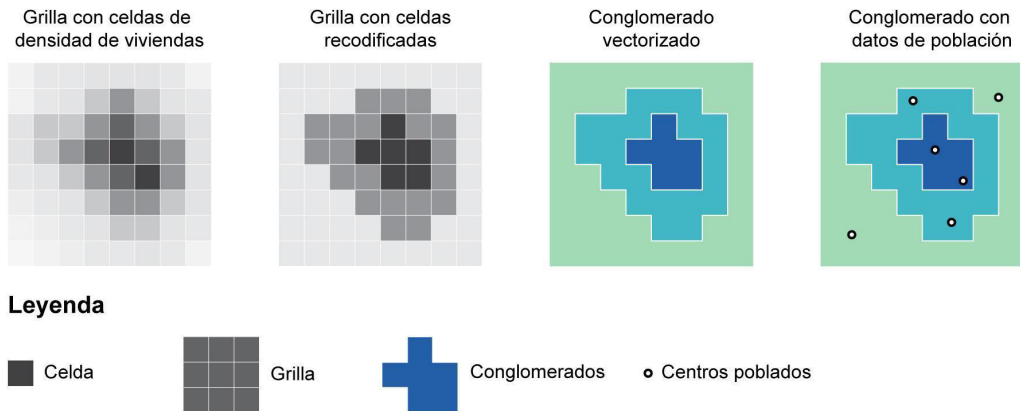 Grilla con celdas de
densidad de viviendas
Grilla con celdas
recodificadas
Conglomerado
vectorizado
Conglomerado con
datos de población
Leyenda
Celda
Grilla
Conglomerados
Centros poblados